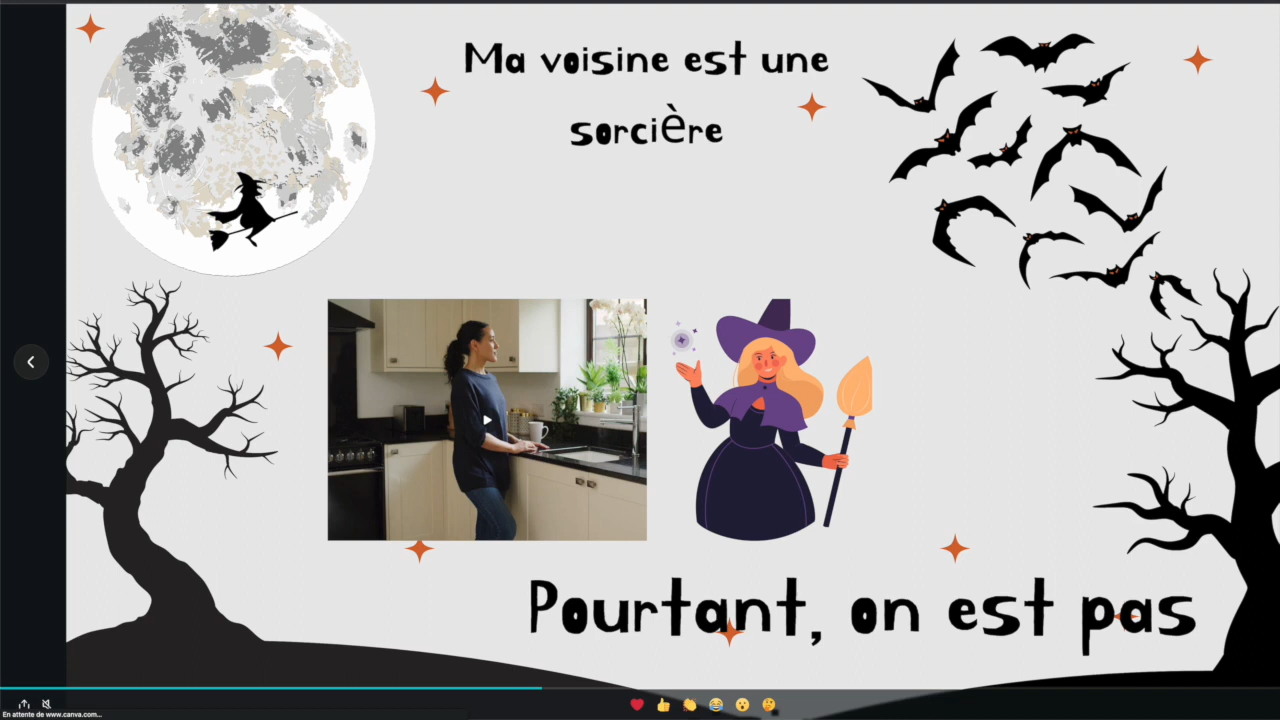 Ma voisine est une
sorcière
Pourtant, on est pas
En attente de www.canva.com...